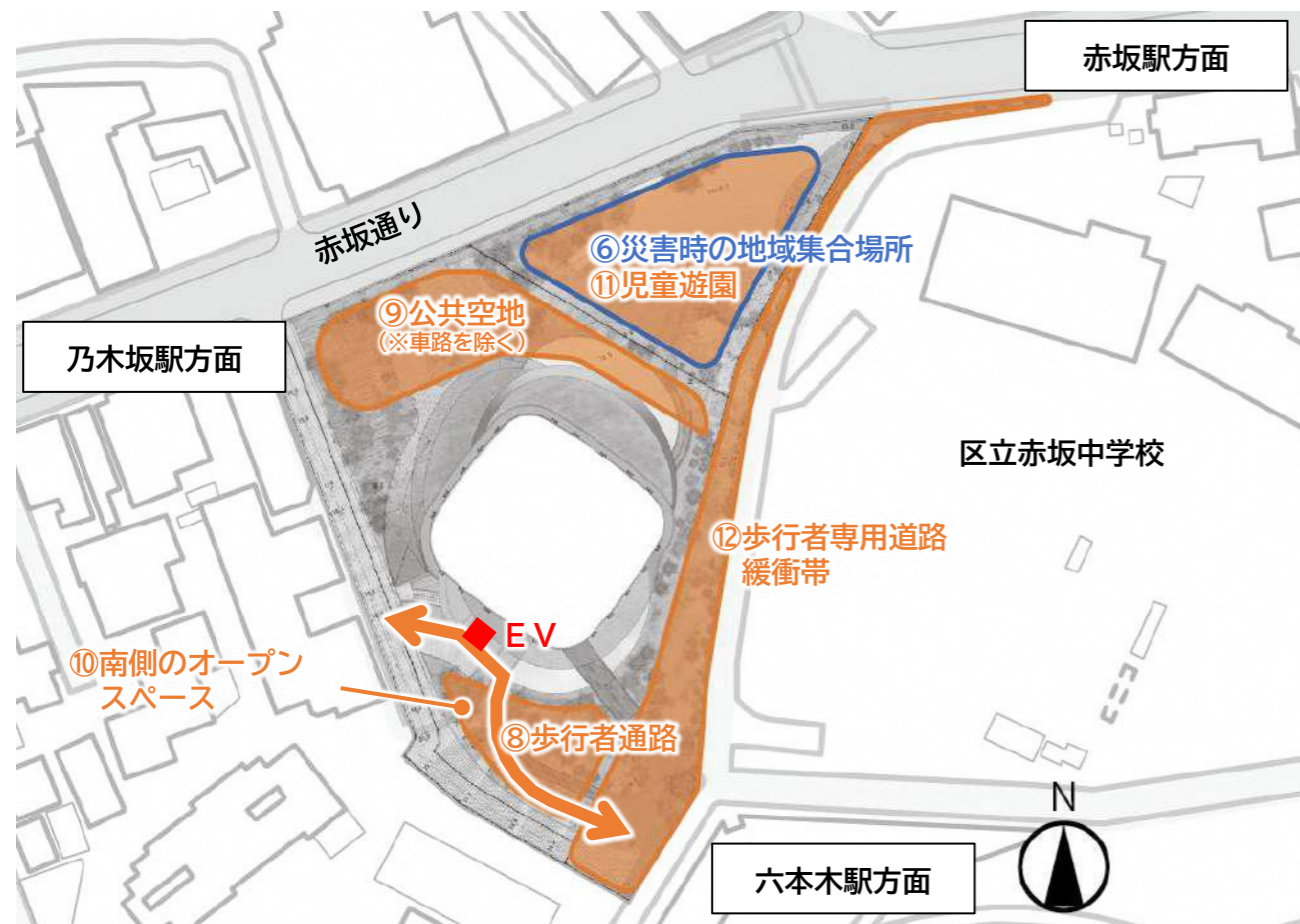 赤坂駅方面
赤坂通り
⑥災害時の地域集合場所
⑪児童遊園
⑨公共空地
(※車路を除く)
乃木坂駅方面
区立赤坂中学校
⑫歩行者専用道路
緩衝帯
ＥＶ
⑩南側のオープン
スペース
⑧歩行者通路
N
六本木駅方面